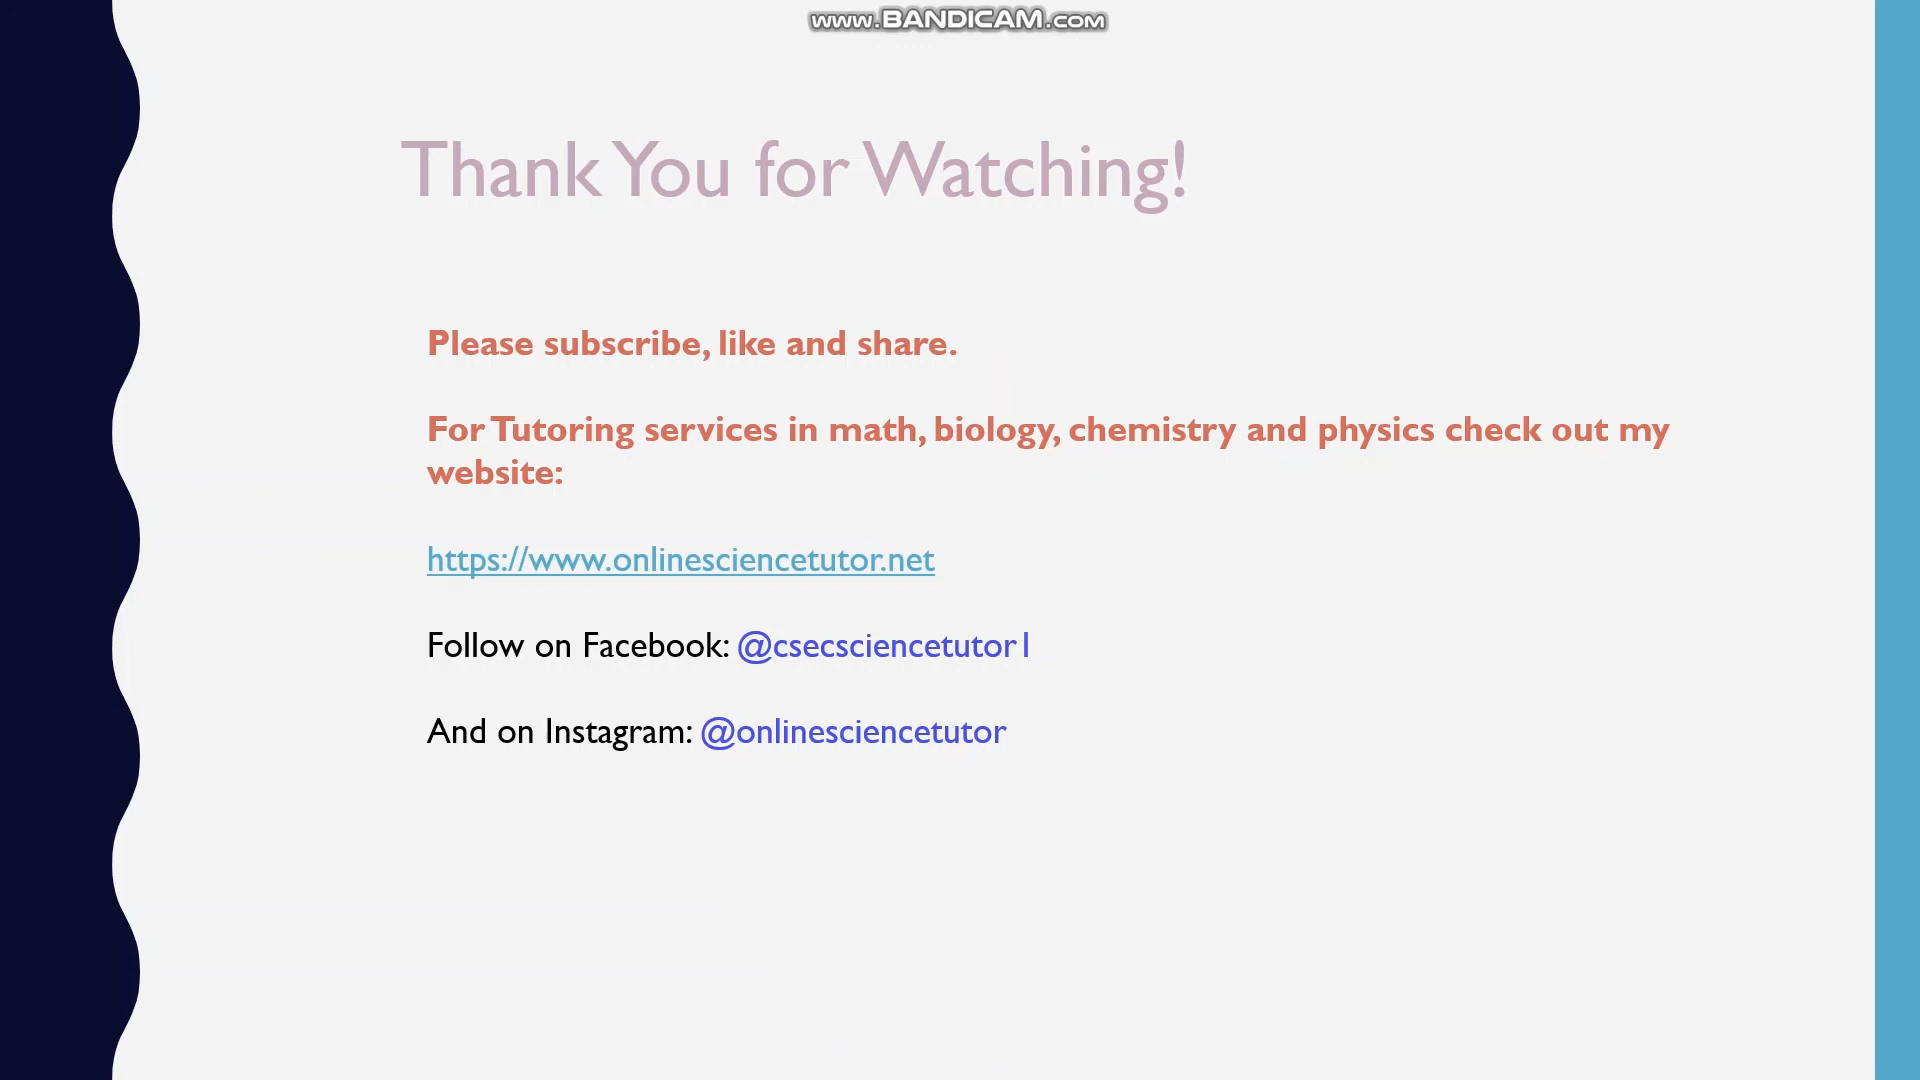 www.BANDICAM.com
Thank You for Watching!
Please subscribe, like and share.
For Tutoring services in math, biology, chemistry and physics check out my
website:
https://www.onlinesciencetutor.net
Follow on Facebook: @csecsciencetutor1
And on Instagram: @onlinesciencetutor